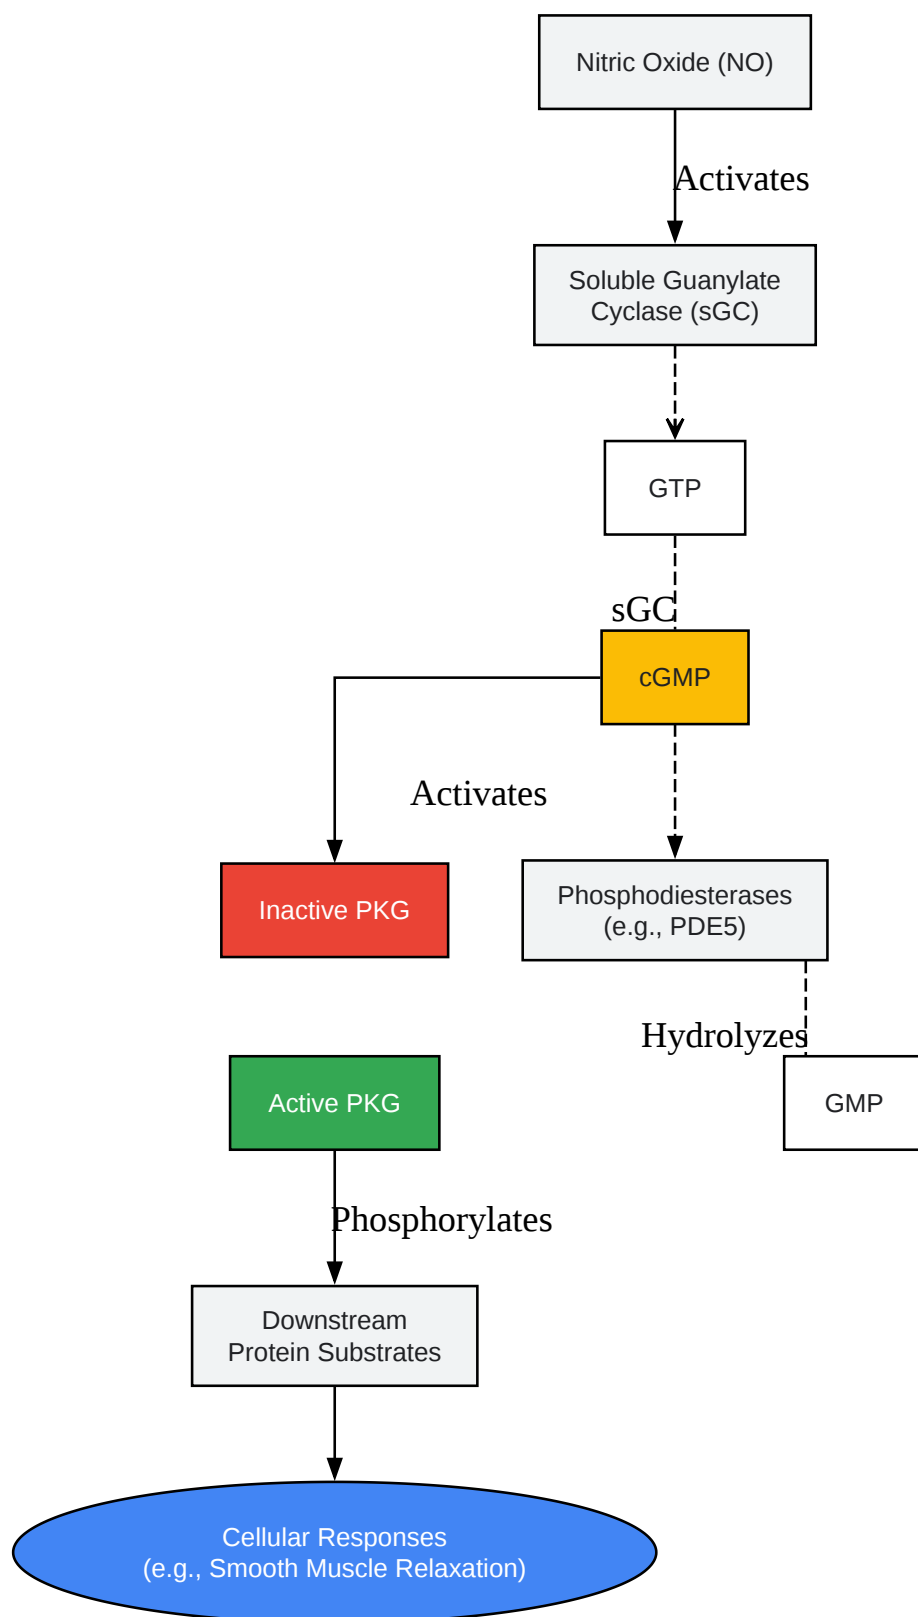 Nitric Oxide (NO)
Activates
Soluble Guanylate
Cyclase (sGC)
GTP
sGC
cGMP
Activates
Inactive PKG
Phosphodiesterases
(e.g., PDE5)
Hydrolyzes
Active PKG
GMP
Phosphorylates
Downstream
Protein Substrates
Cellular Responses
(e.g., Smooth Muscle Relaxation)